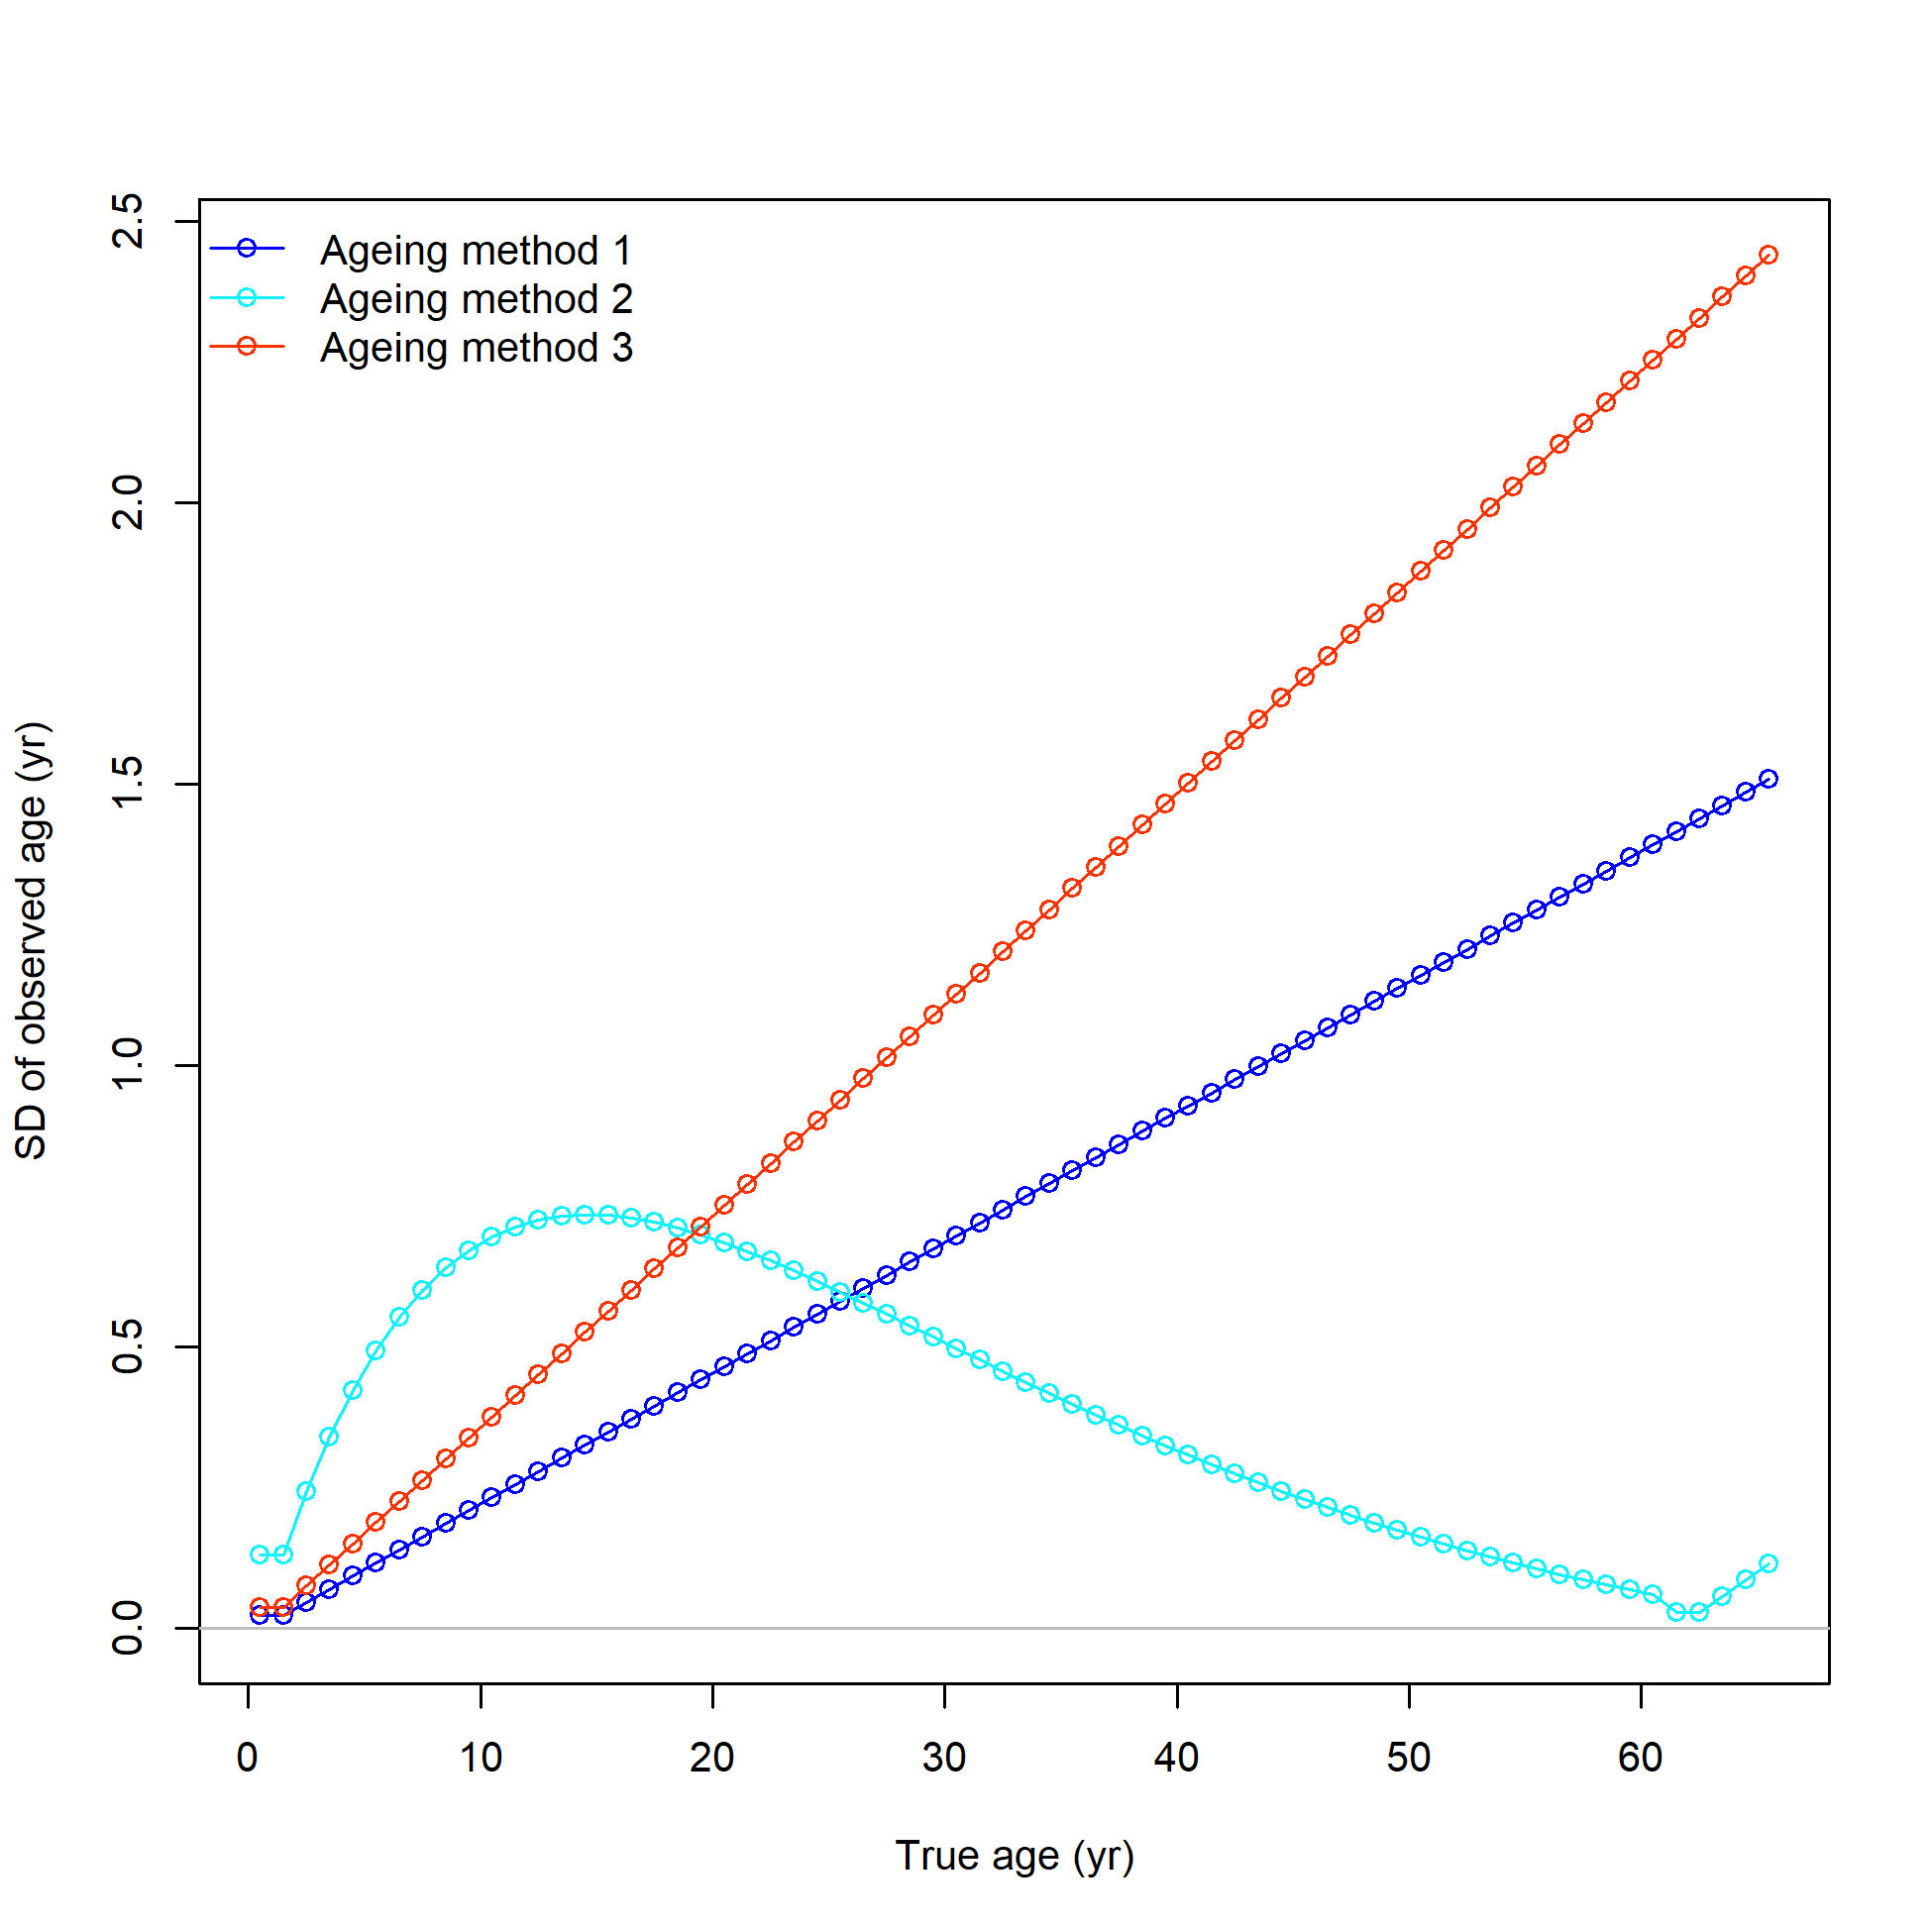 Ageing method 1
Ageing method 2
Ageing method 3
SD of observed age (yr)
2.5
2.0
1.5
1.0
0.5
0.0
0 10 20 30 40 50 60
True age (yr)